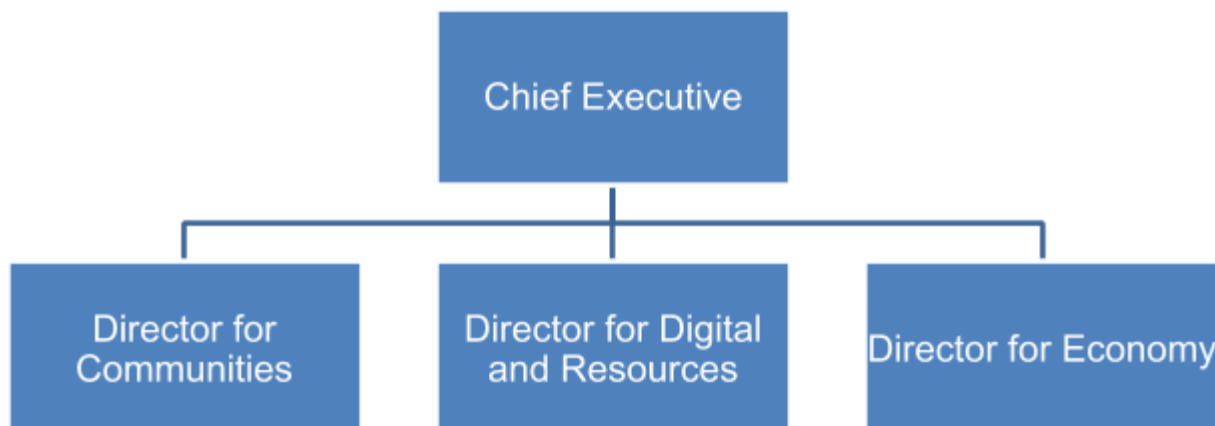 Chief Executive
Director for
Communities
Director for Digital
and Resources
Director for Economy